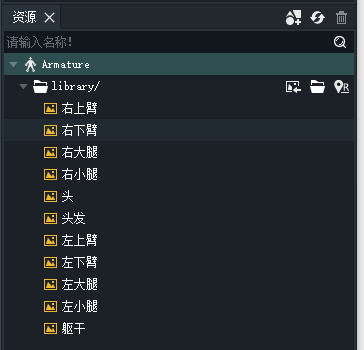 资源
请输入名称!
Armature
library/
R
右上臂
右下臂
右大腿
右小腿
头
头发
左上臂
左下臂
左大腿
左小腿
躯干